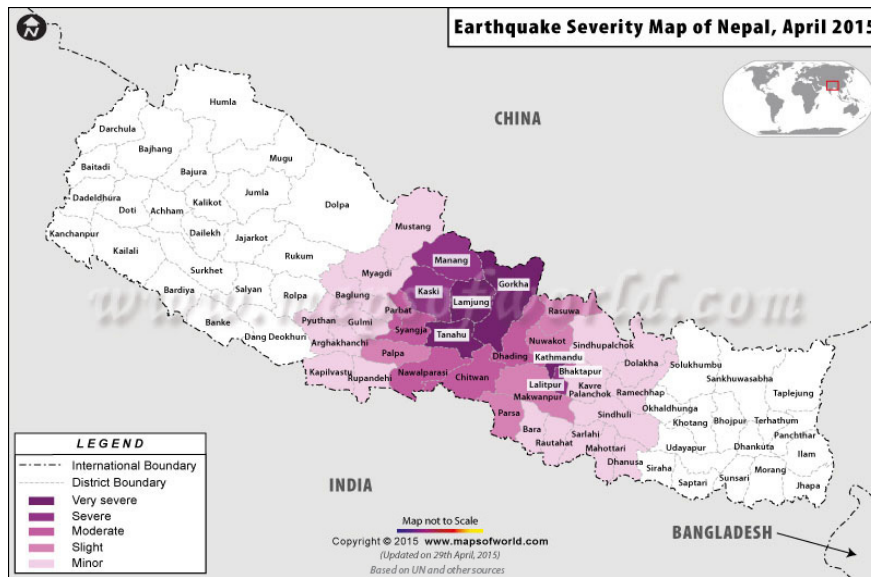 Earthquake Severity Map of Nepal, April 2015
CHINA
Humla
Darchula
Bajhang
Mugu
Baitadi
Bajura
Jumla
Dadeldhura
Doti
Achham
Kalikot
Dolpa
Mustang
Kanchanpur
Dailekh
Jajarkot
Kailali
Rukum
Manang
Surkhet
Myagdi
Gorkha
Bardiya
Salyan
Rolpa
Baglung
Kaski
Lamjung
www.mapsofworld.com
Parbat
Rasuwa
Banke
Pyuthan
Gulmi
Syangja
Tanahu
Nuwakot
Sindhupalchok
Dang Deokhuri
Arghakhanchi
Palpa
Dhading
Kathmandu
Dolakha
Solukhumbu
Bhaktapur
Sankhuwasabha
Kapilvastu
Rupandehi
Nawalparasi
Chitwan
Lalitpur
Kavre
Palanchok
Ramechhap
Taplejung
Makwanpur
Okhaldhunga
Parsa
Sindhuli
Khotang
Bhojpur
Terhathum
Bara
Sarlahi
Panchthar
Rautahat
Mahottari
Udayapur
Dhankuta
Ilam
Dhanusa
Siraha
Saptari
Sunsari
Morang
Jhapa
LEGEND
International Boundary
District Boundary
Very severe
Severe
Moderate
Slight
Minor
INDIA
BANGLADESH
Map not to Scale
Copyright © 2015 www.mapsofworld.com
(Updated on 29th April, 2015)
Based on UN and other sources